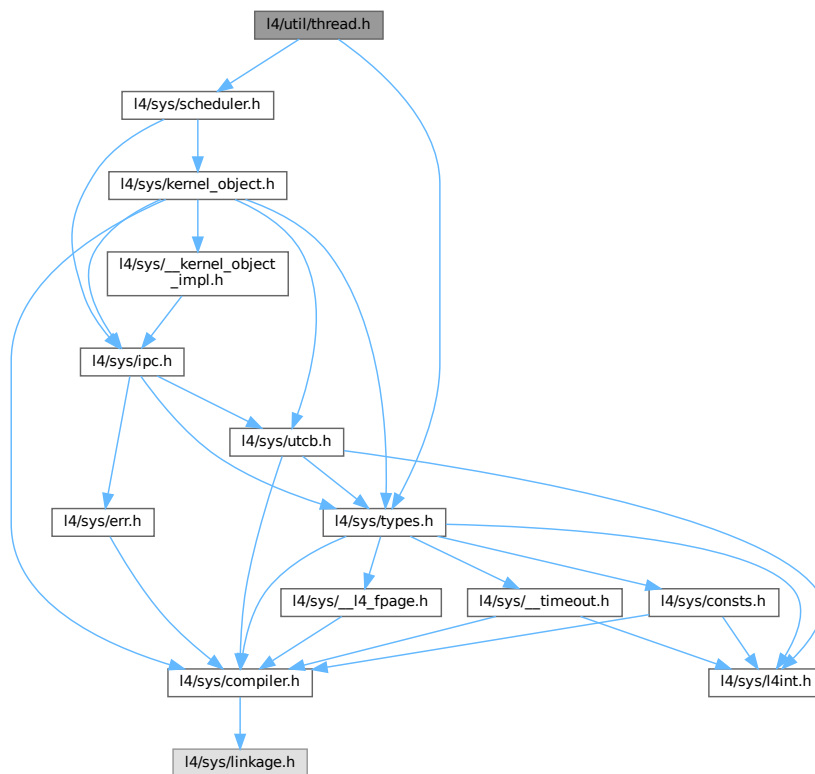 l4/util/thread.h
l4/sys/scheduler.h
l4/sys/kernel_object.h
l4/sys/__kernel_object
_impl.h
l4/sys/ipc.h
l4/sys/utcb.h
l4/sys/err.h
l4/sys/types.h
l4/sys/__l4_fpage.h
l4/sys/__timeout.h
l4/sys/consts.h
l4/sys/compiler.h
l4/sys/l4int.h
l4/sys/linkage.h